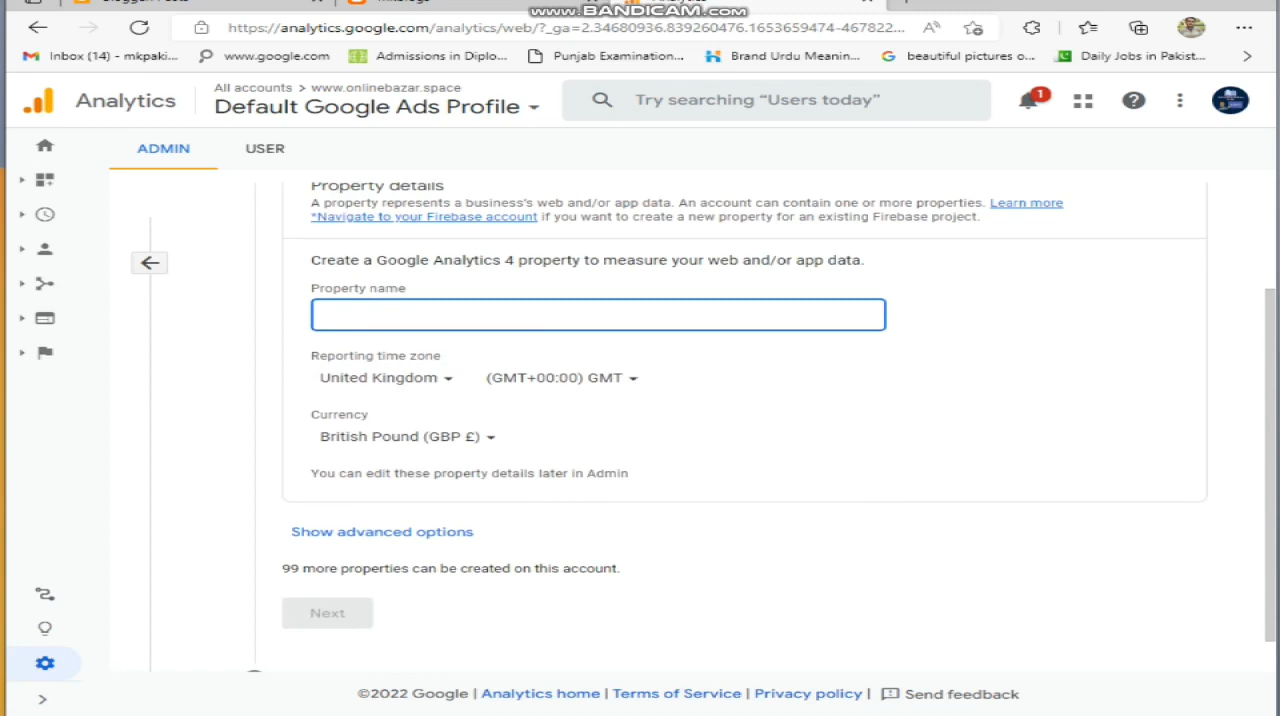 www.BANDICAM.com
https://analytics.google.com/analytics/web/?_ga=2.34680936.839260476.1653659474-467822...
Inbox (14) - mkpaki...
www.google.com
Admissions in Diplo...
Punjab Examination...
Brand Urdu Meanin...
beautiful pictures o...
Daily Jobs in Pakist...
Analytics
All accounts > www.onlinebazar.space
Default Google Ads Profile
Try searching “Users today”
1
ADMIN
USER
Property details
A property represents a business's web and/or app data. An account can contain one or more properties. Learn more
*Navigate to your Firebase account if you want to create a new property for an existing Firebase project.
Create a Google Analytics 4 property to measure your web and/or app data.
Property name
Reporting time zone
United Kingdom
(GMT+00:00) GMT
Currency
British Pound (GBP £)
You can edit these property details later in Admin
Show advanced options
99 more properties can be created on this account.
Next
©2022 Google | Analytics home | Terms of Service | Privacy policy | Send feedback